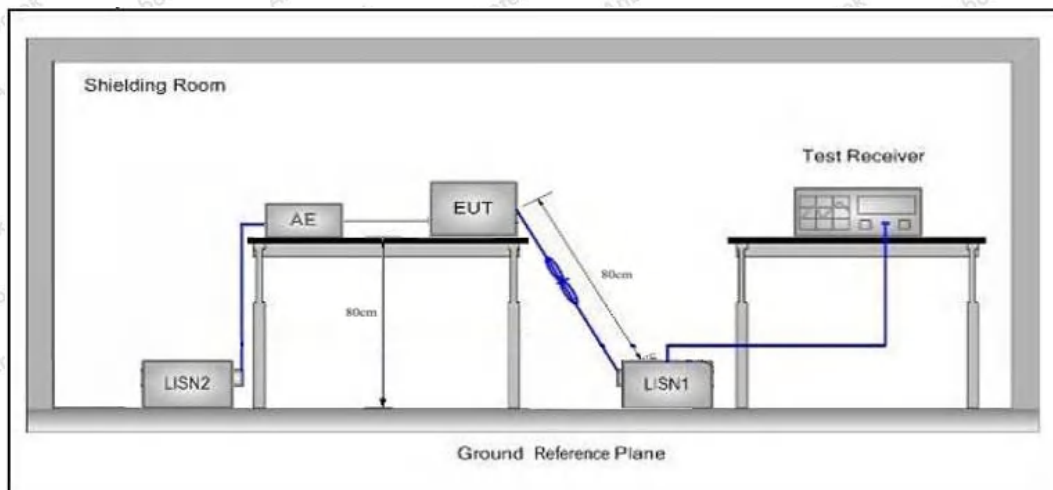 Shielding Room
Test Receiver
AE
EUT
80cm
80cm
LISN2
LISN1
Ground Reference Plane